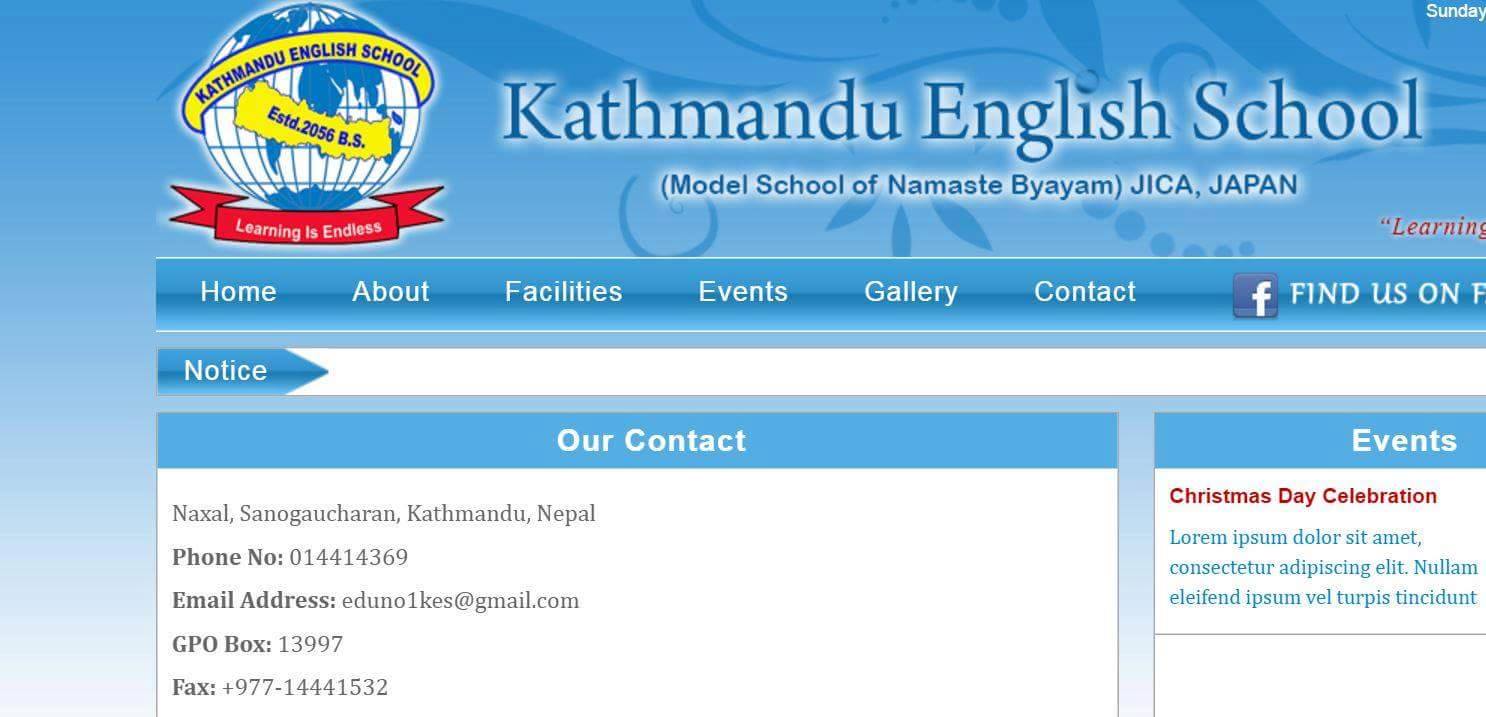 Sunday
KATHMANDU ENGLISH SCHOOL
Estd.2056 B.S.
Learning Is Endless
Kathmandu English School
(Model School of Namaste Byayam) JICA, JAPAN
“Learning
Home About Facilities Events Gallery Contact
f FIND US ON
Notice
Our Contact
Naxal, Sanogaucharan, Kathmandu, Nepal
Phone No: 014414369
Email Address: eduno1kes@gmail.com
GPO Box: 13997
Fax: +977-14441532
Events
Christmas Day Celebration
Lorem ipsum dolor sit amet,
consectetur adipiscing elit. Nullam
eleifend ipsum vel turpis tincidunt